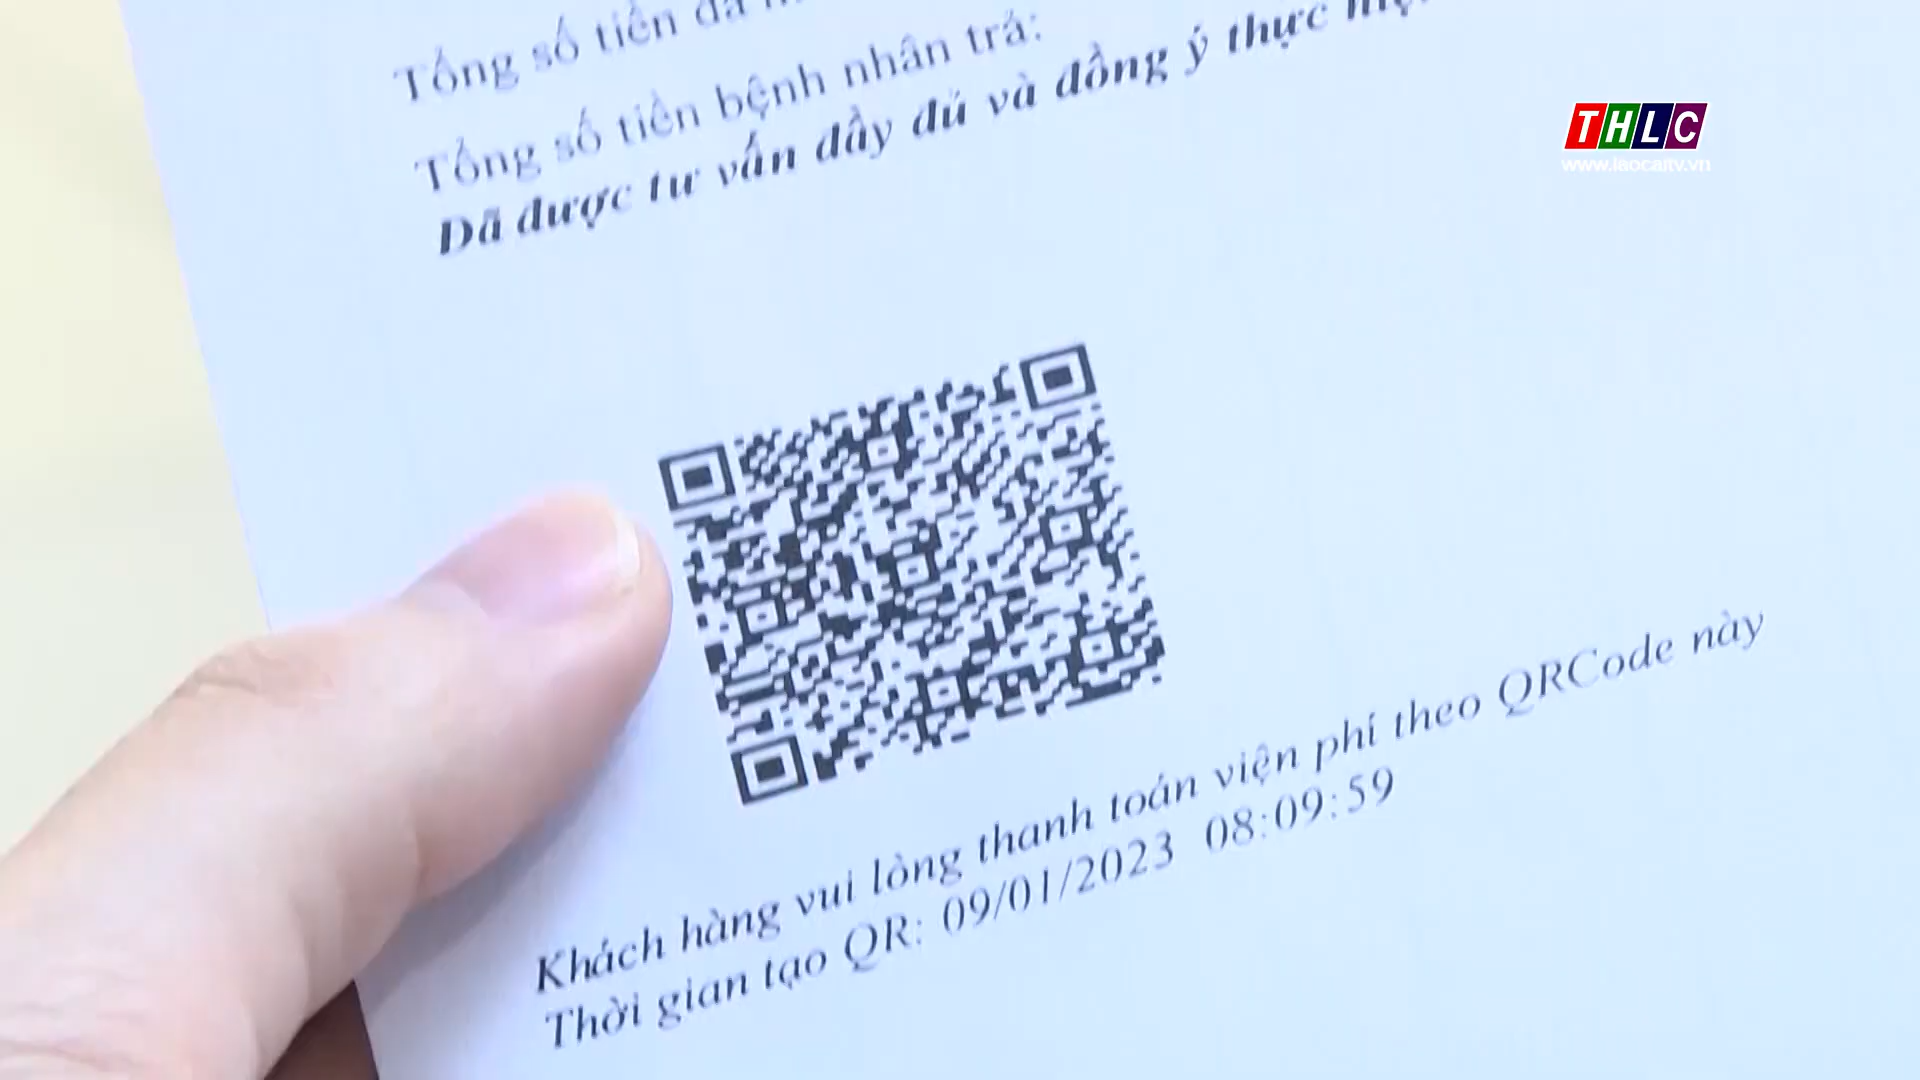 Tổng số tiền đã
Tổng số tiền bệnh nhân trả:
Đã được tư vấn đầy đủ và đồng ý thực
THLC
www.laocaitv.vn
Khách hàng vui lòng thanh toán viện phí theo QRCode này
Thời gian tạo QR: 09/01/2023 08:09:59